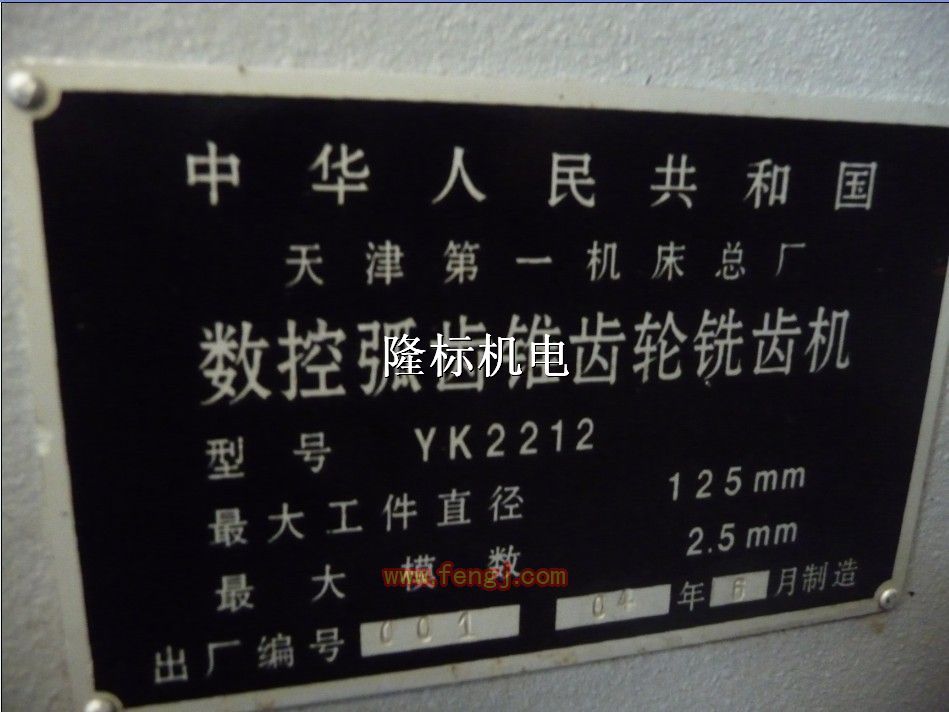 中华人民共和国
天津第一机床总厂
数控弧齿锥齿轮铣齿机
隆标机电
型号 YK2212
最大工件直径 125mm
最大模数 2.5mm
www.fengj.com
出厂编号 001 04年6月制造